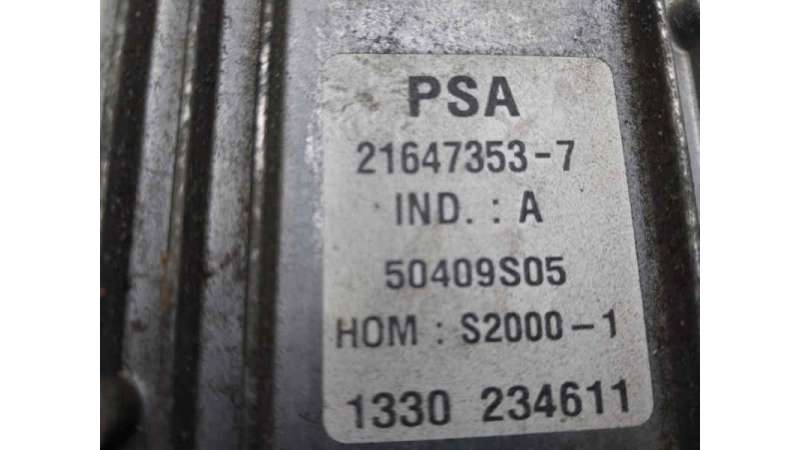 PSA
21647353-7
IND. : A
50409S05
HOM : S2000-1
1330 234611